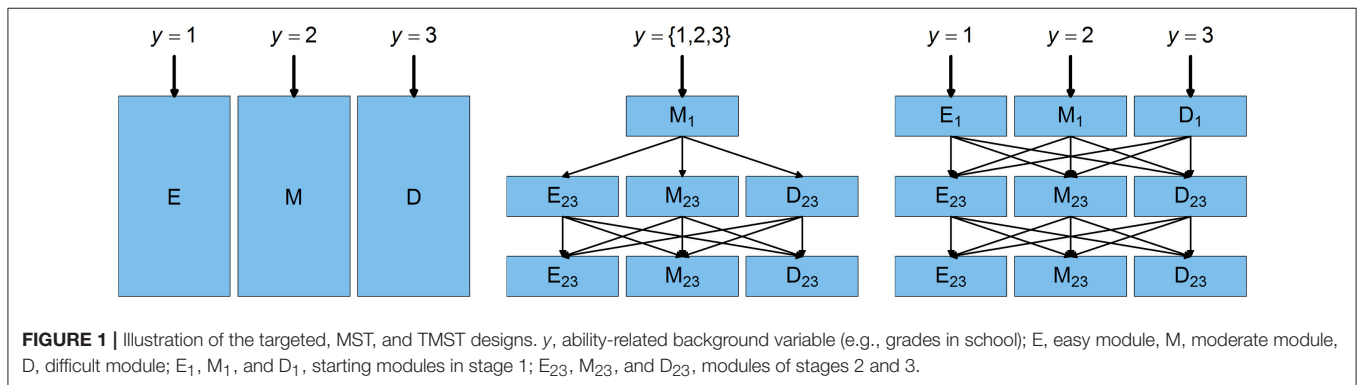 y = 1 y = 2 y = 3 y = {1,2,3} y = 1 y = 2 y = 3
M₁ E₁ M₁ D₁
E M D E₂₃ M₂₃ D₂₃ E₂₃ M₂₃ D₂₃
E₂₃ M₂₃ D₂₃ E₂₃ M₂₃ D₂₃
FIGURE 1 | Illustration of the targeted, MST, and TMST designs. y, ability-related background variable (e.g., grades in school); E, easy module, M, moderate module,
D, difficult module; E₁, M₁, and D₁, starting modules in stage 1; E₂₃, M₂₃, and D₂₃, modules of stages 2 and 3.